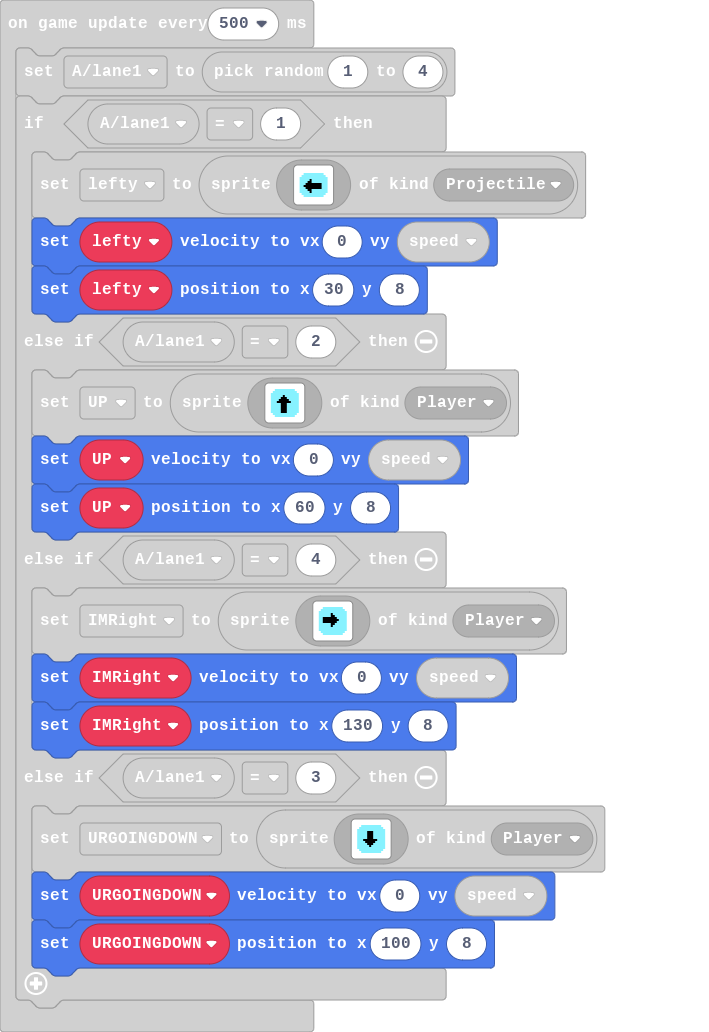 on game update every 500 ms
set A/lane1 to pick random 1 to 4
if A/lane1 = 1 then
set lefty to sprite of kind Projectile
set lefty velocity to vx 0 vy speed
set lefty position to x 30 y 8
else if A/lane1 = 2 then
set UP to sprite of kind Player
set UP velocity to vx 0 vy speed
set UP position to x 60 y 8
else if A/lane1 = 4 then
set IMRight to sprite of kind Player
set IMRight velocity to vx 0 vy speed
set IMRight position to x 130 y 8
else if A/lane1 = 3 then
set URGOINGDOWN to sprite of kind Player
set URGOINGDOWN velocity to vx 0 vy speed
set URGOINGDOWN position to x 100 y 8